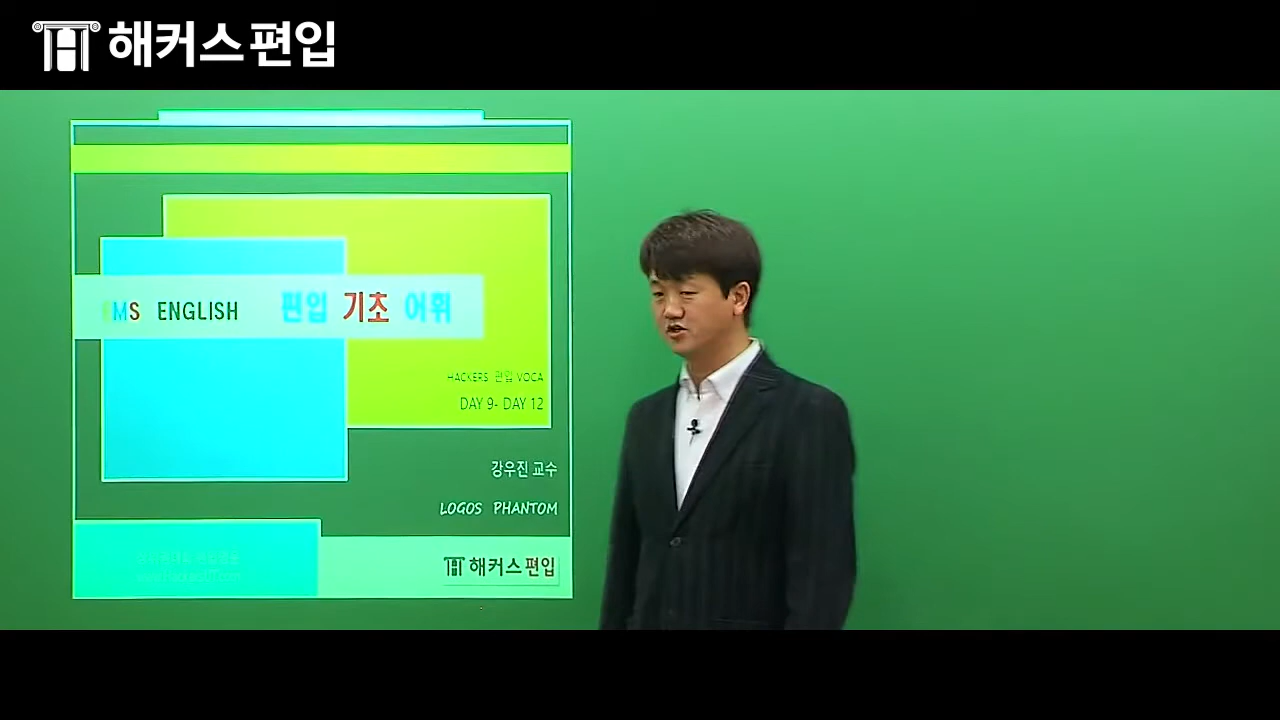 해커스편입
MS ENGLISH 편입 기초 어휘
HACKERS 편입 VOCA
DAY 9- DAY 12
강우진 교수
LOGOS PHANTOM
해커스편입